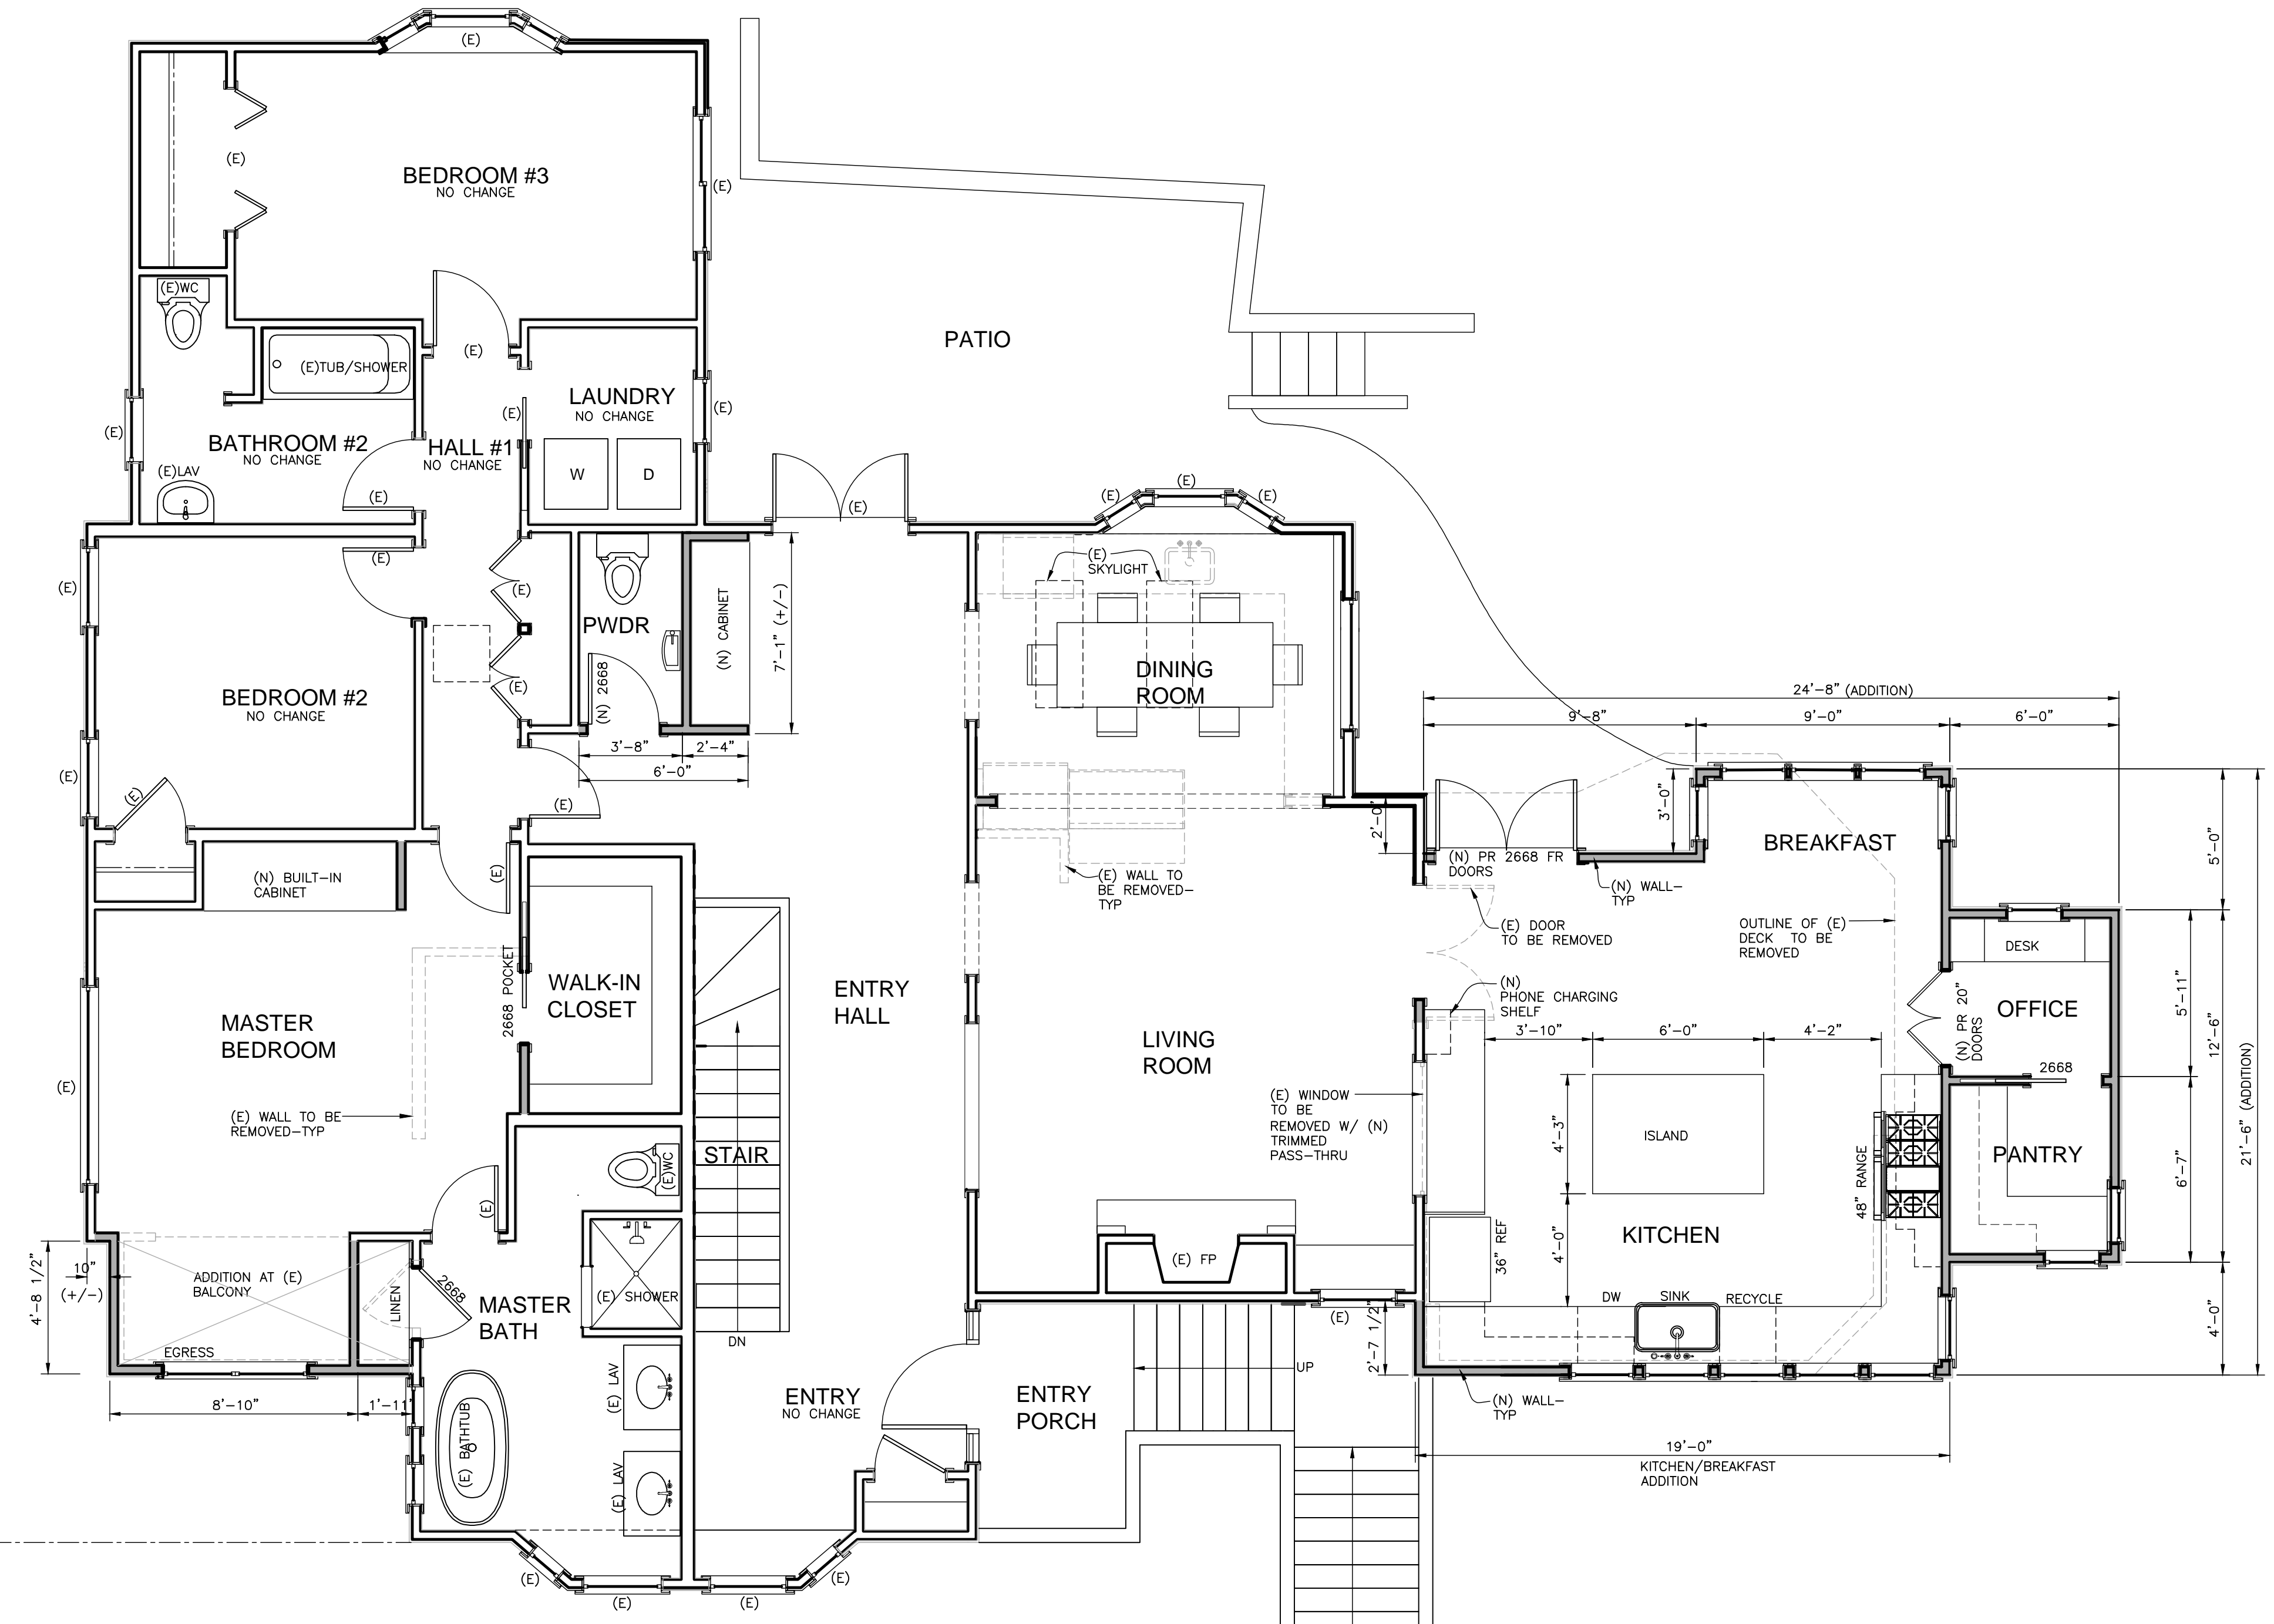 (E)
(E)
BEDROOM #3
NO CHANGE
(E)
(E)WC
(E)
(E)TUB/SHOWER
PATIO
LAUNDRY
NO CHANGE
(E)
(E)
(E)
BATHROOM #2
NO CHANGE
HALL #1
NO CHANGE
(E)LAV
W
D
(E)
(E)
(E)
(E)
(E)
(E)
(E)
(E)
SKYLIGHT
(E)
(E)
PWDR
(N) CABINET
7'-1" (+/-)
DINING
ROOM
BEDROOM #2
NO CHANGE
(E)
(N) 2668
24'-8" (ADDITION)
9'-8"
9'-0"
6'-0"
3'-8"
2'-4"
6'-0"
(E)
(E)
(E)
3'-0"
2'-0"
BREAKFAST
5'-0"
(N) PR 2668 FR
DOORS
(E)
(N) BUILT-IN
CABINET
(E) WALL TO
BE REMOVED-
TYP
(N) WALL-
TYP
(E) DOOR
TO BE REMOVED
OUTLINE OF (E)
DECK TO BE
REMOVED
DESK
2668 POCKET
WALK-IN
CLOSET
ENTRY
HALL
(N)
PHONE CHARGING
SHELF
OFFICE
5'-11"
12'-6"
21'-6" (ADDITION)
MASTER
BEDROOM
LIVING
ROOM
3'-10"
6'-0"
4'-2"
(N) PR 20"
DOORS
2668
(E)
(E) WALL TO BE
REMOVED-TYP
(E) WINDOW
TO BE
REMOVED W/ (N)
TRIMMED
PASS-THRU
4'-3"
ISLAND
STAIR
(E)WC
PANTRY
6'-7"
48" RANGE
(E)
36" REF
4'-0"
KITCHEN
(E) FP
4'-8 1/2"
10"
(+/-)
ADDITION AT (E)
BALCONY
LINEN
2668
MASTER
BATH
(E) SHOWER
DW
SINK
RECYCLE
4'-0"
(E)
DN
EGRESS
2'-7 1/2"
UP
8'-10"
1'-11"
(E) LAV
ENTRY
NO CHANGE
ENTRY
PORCH
(N) WALL-
TYP
(E) BATHTUB
19'-0"
KITCHEN/BREAKFAST
ADDITION
(E) LAV
(E)
(E)
(E)
(E)